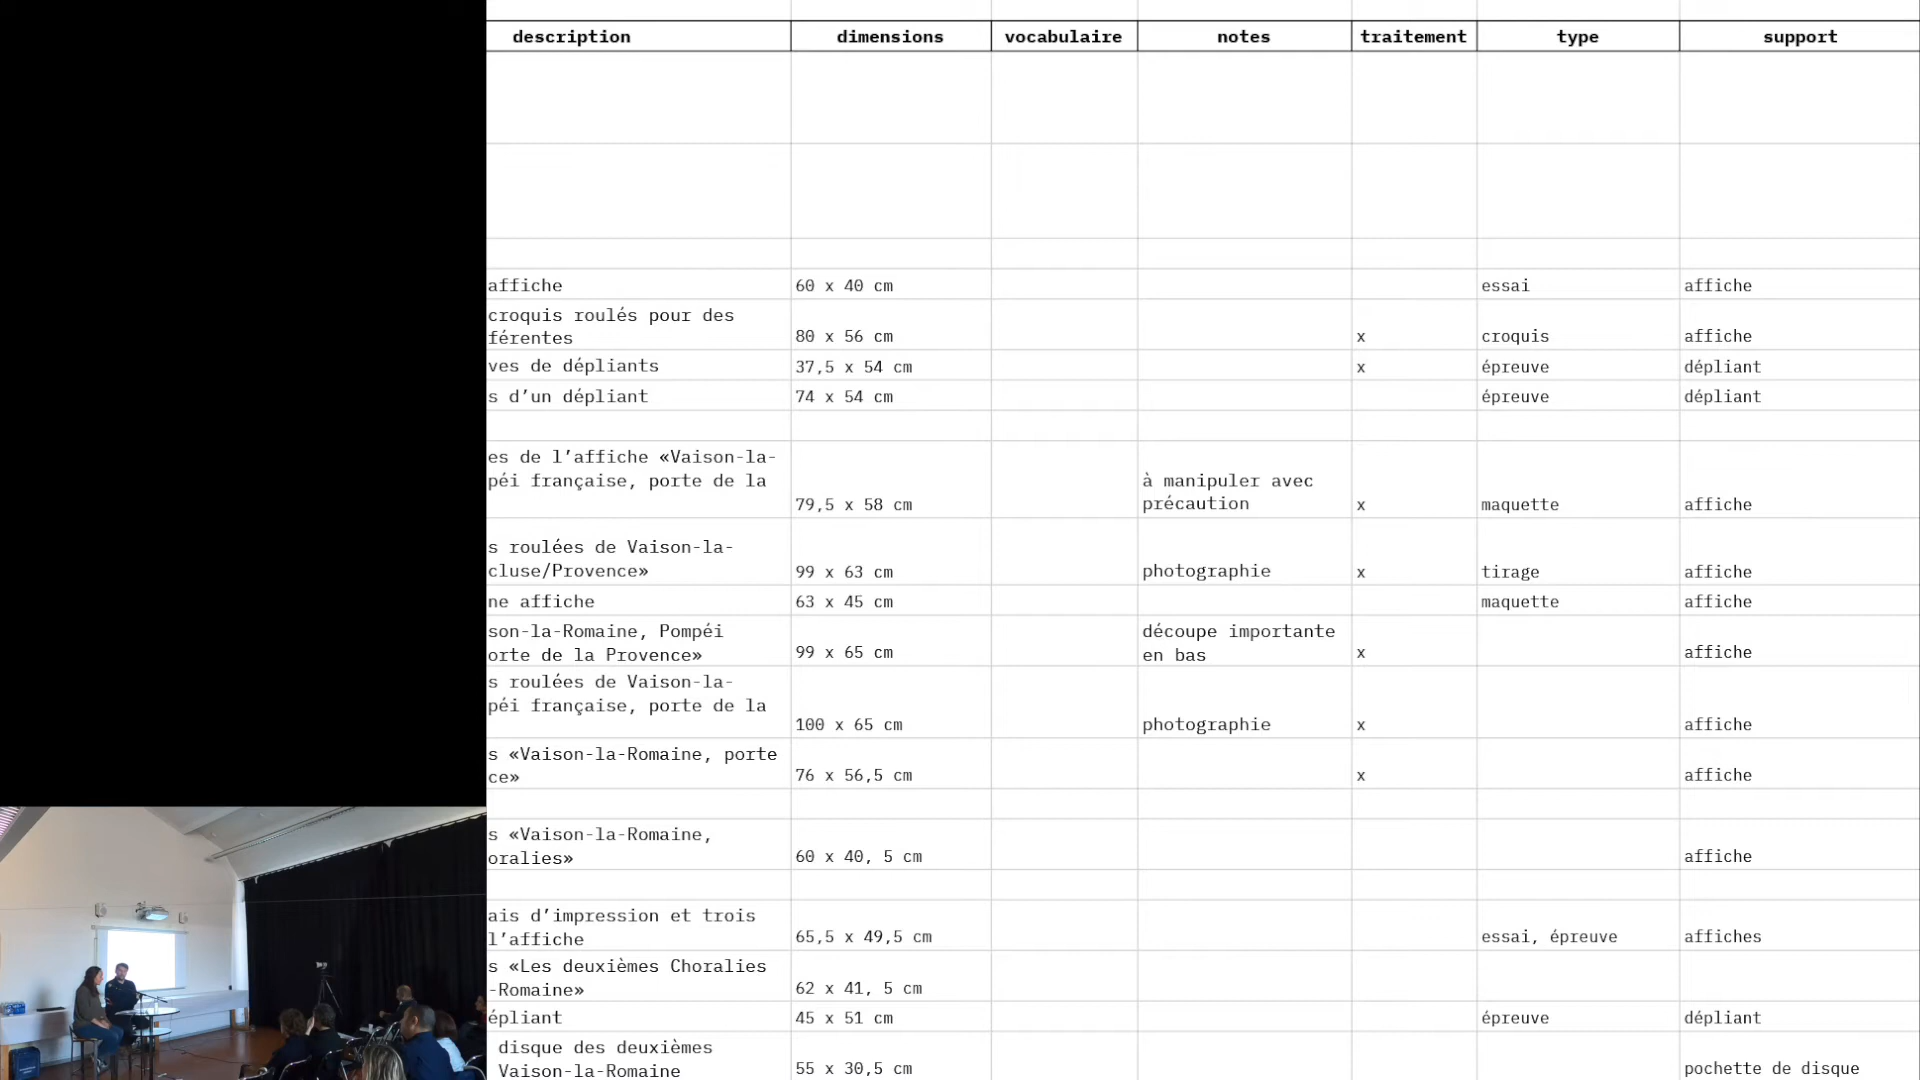 description dimensions vocabulaire notes traitement type support
affiche 60 x 40 cm essai affiche
croquis roulés pour des
férentes 80 x 56 cm x croquis affiche
ves de dépliants 37,5 x 54 cm x épreuve dépliant
s d’un dépliant 74 x 54 cm épreuve dépliant
es de l’affiche «Vaison-la-
péi française, porte de la à manipuler avec
79,5 x 58 cm précaution x maquette affiche
s roulées de Vaison-la-
cluse/Provence» 99 x 63 cm photographie x tirage affiche
ne affiche 63 x 45 cm maquette affiche
son-la-Romaine, Pompéi découpe importante
orte de la Provence» 99 x 65 cm en bas x affiche
s roulées de Vaison-la-
péi française, porte de la
100 x 65 cm photographie x affiche
s «Vaison-la-Romaine, porte
ce» 76 x 56,5 cm x affiche
s «Vaison-la-Romaine,
oralies» 60 x 40, 5 cm affiche
ais d’impression et trois
l’affiche 65,5 x 49,5 cm essai, épreuve affiches
s «Les deuxièmes Choralies
-Romaine» 62 x 41, 5 cm
épliant 45 x 51 cm épreuve dépliant
disque des deuxièmes
Vaison-la-Romaine 55 x 30,5 cm pochette de disque